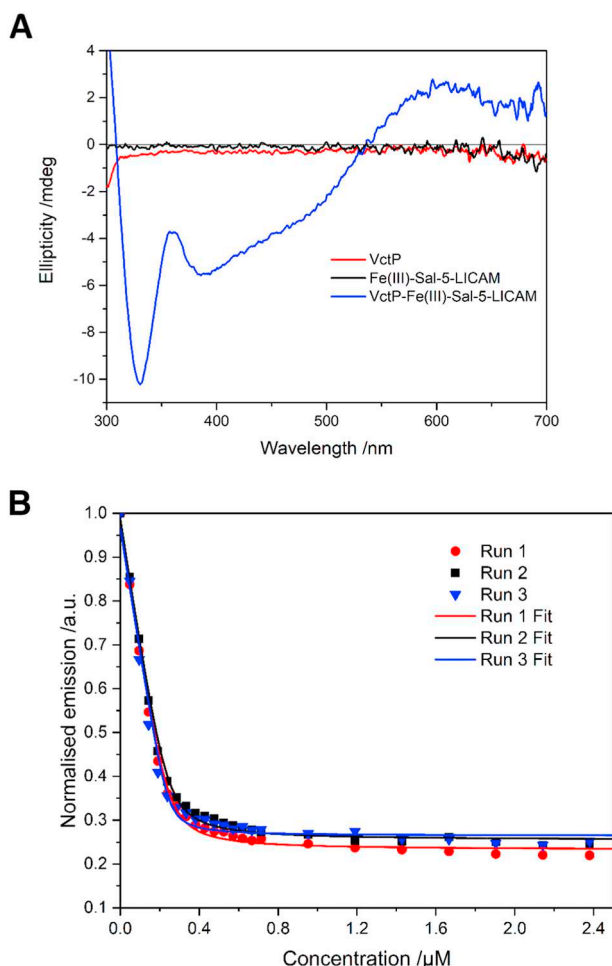 A
4
2
0
-2
-4
-6
-8
-10
Ellipticity /mdeg
VctP
Fe(III)-Sal-5-LICAM
VctP-Fe(III)-Sal-5-LICAM
300 400 500 600 700
Wavelength /nm
B
1.0
0.9
0.8
0.7
0.6
0.5
0.4
0.3
0.2
0.1
Normalised emission /a.u.
Run 1
Run 2
Run 3
Run 1 Fit
Run 2 Fit
Run 3 Fit
0.0 0.4 0.8 1.2 1.6 2.0 2.4
Concentration /μM